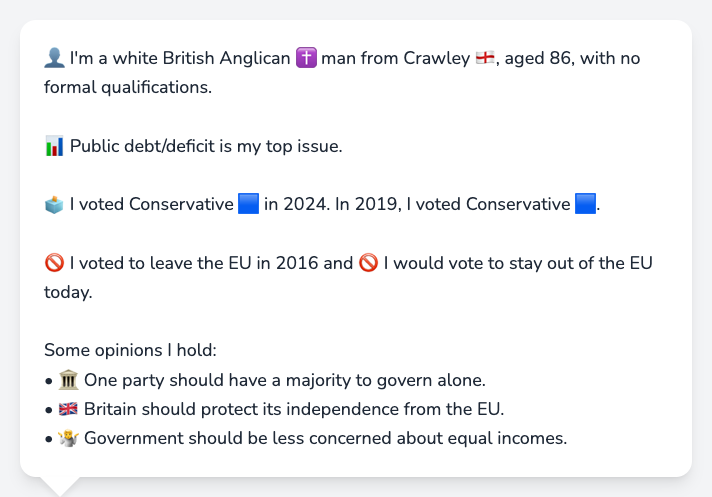 👤 I'm a white British Anglican ✝️ man from Crawley 🏴󠁧󠁢󠁥󠁮󠁧󠁿, aged 86, with no
formal qualifications.
📊 Public debt/deficit is my top issue.
🗳️ I voted Conservative 🟦 in 2024. In 2019, I voted Conservative 🟦.
🚫 I voted to leave the EU in 2016 and 🚫 I would vote to stay out of the EU
today.
Some opinions I hold:
• 🏛️ One party should have a majority to govern alone.
• 🇬🇧 Britain should protect its independence from the EU.
• 🤷 Government should be less concerned about equal incomes.